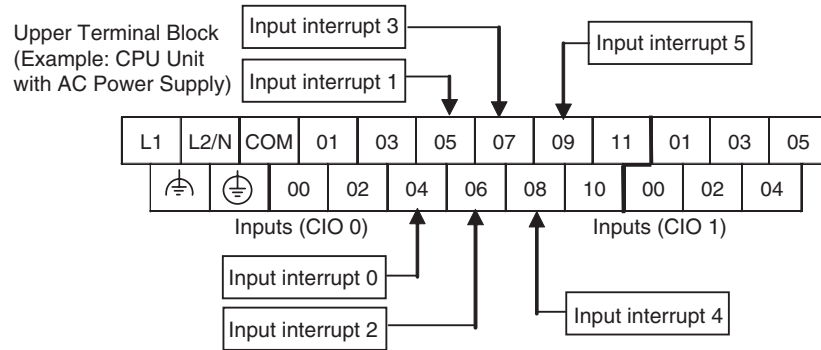 Upper Terminal Block
(Example: CPU Unit
with AC Power Supply)
Input interrupt 3
Input interrupt 5
Input interrupt 1
L1 L2/N COM 01 03 05 07 09 11 01 03 05
00 02 04 06 08 10 00 02 04
Inputs (CIO 0)
Inputs (CIO 1)
Input interrupt 0
Input interrupt 2
Input interrupt 4